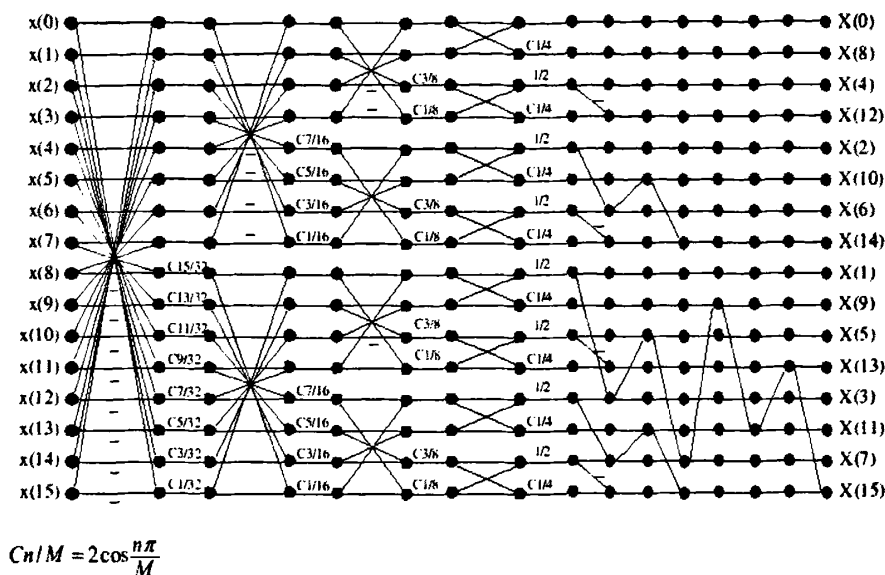 x(0) X(0)
x(1) C1/4 X(8)
x(2) C3/8 1/2 X(4)
x(3) C1/8 C1/4 X(12)
x(4) C7/16 1/2 X(2)
x(5) C5/16 C1/4 X(10)
x(6) C3/16 C3/8 1/2 X(6)
x(7) C1/16 C1/8 C1/4 X(14)
x(8) C15/32 1/2 X(1)
x(9) C13/32 C1/4 X(9)
x(10) C11/32 C3/8 1/2 X(5)
x(11) C9/32 C1/8 C1/4 X(13)
x(12) C7/32 C7/16 1/2 X(3)
x(13) C5/32 C5/16 C1/4 X(11)
x(14) C3/32 C3/16 C3/8 1/2 X(7)
x(15) C1/32 C1/16 C1/8 C1/4 X(15)
Cn/M = 2cos nπ/M